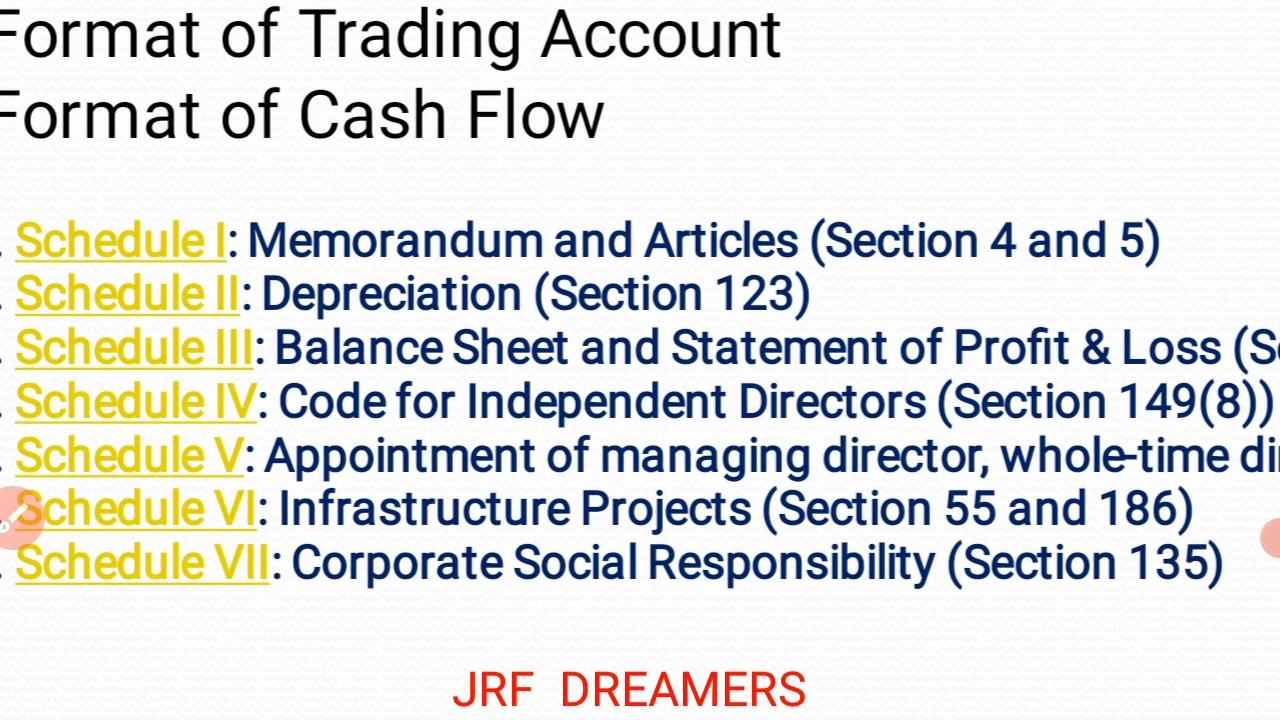 Format of Trading Account
Format of Cash Flow
. Schedule I: Memorandum and Articles (Section 4 and 5)
. Schedule II: Depreciation (Section 123)
. Schedule III: Balance Sheet and Statement of Profit & Loss
. Schedule IV: Code for Independent Directors (Section 149(8))
. Schedule V: Appointment of managing director, whole-time
. Schedule VI: Infrastructure Projects (Section 55 and 186)
. Schedule VII: Corporate Social Responsibility (Section 135)
JRF DREAMERS